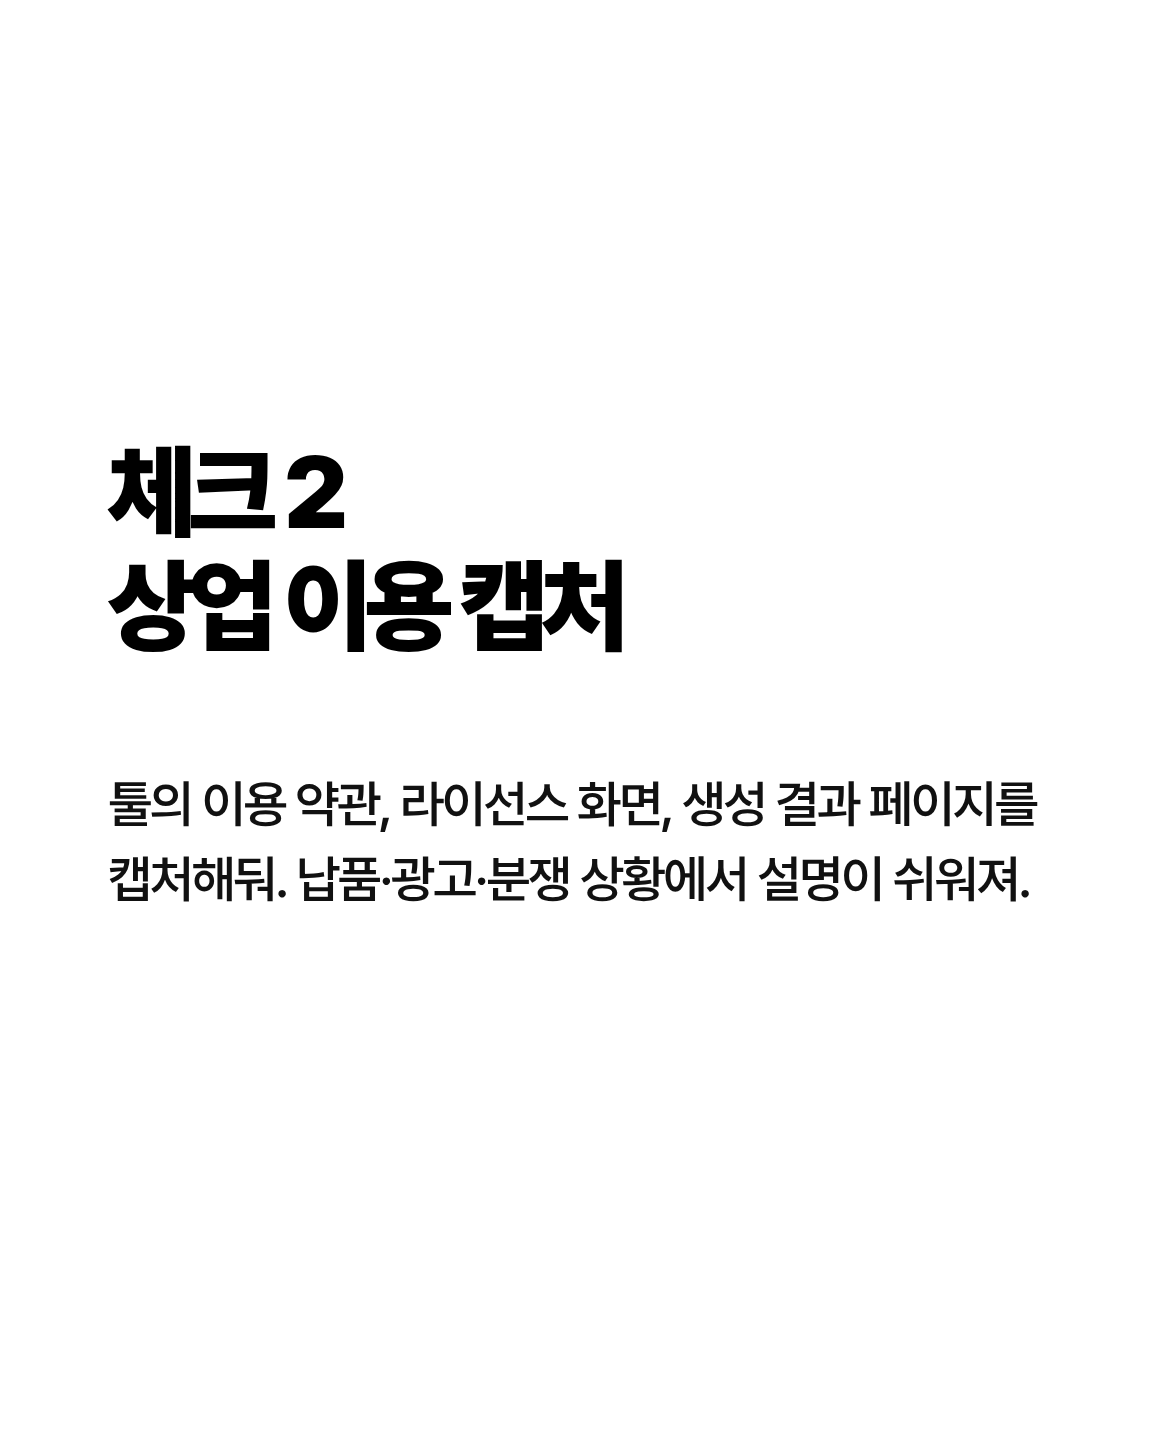 체크 2
상업 이용 캡처
툴의 이용 약관, 라이선스 화면, 생성 결과 페이지를
캡처해둬. 납품·광고·분쟁 상황에서 설명이 쉬워져.